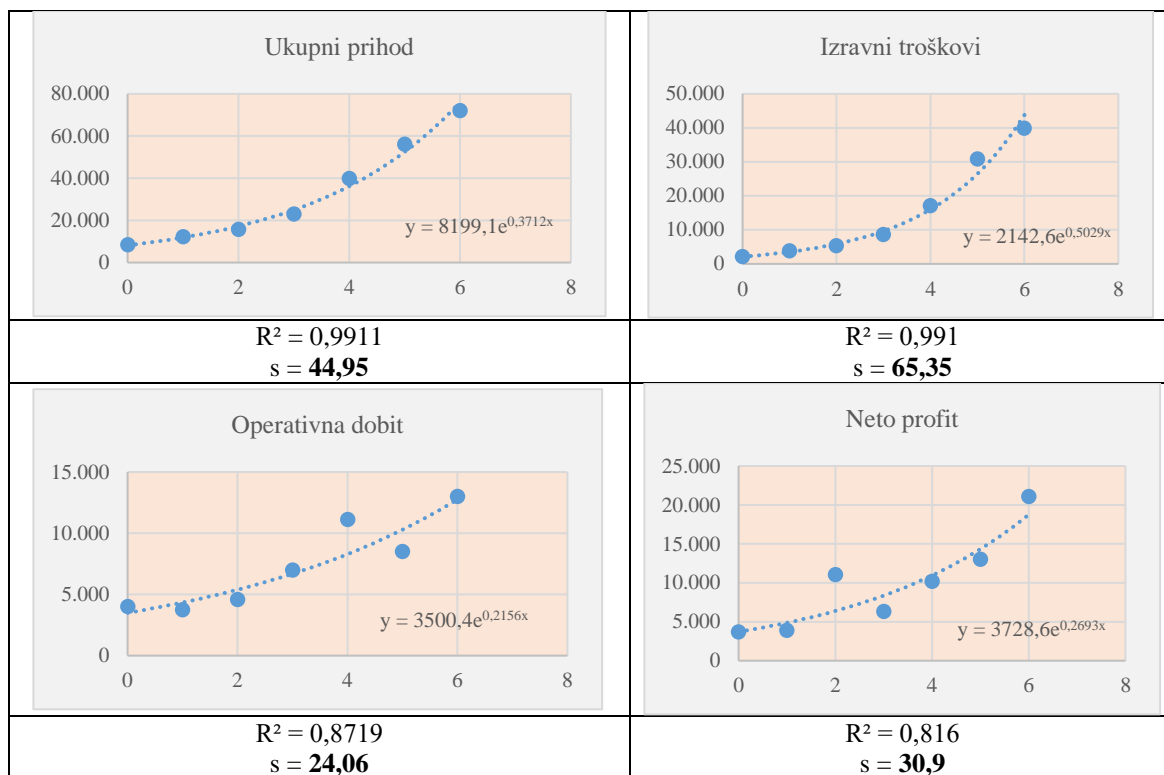 Ukupni prihod
80.000
60.000
40.000
20.000
0
0 2 4 6 8
y = 8199,1e^0,3712x
R² = 0,9911
s = 44,95
Izravni troškovi
50.000
40.000
30.000
20.000
10.000
0
0 2 4 6 8
y = 2142,6e^0,5029x
R² = 0,991
s = 65,35
Operativna dobit
15.000
10.000
5.000
0
0 2 4 6 8
y = 3500,4e^0,2156x
R² = 0,8719
s = 24,06
Neto profit
25.000
20.000
15.000
10.000
5.000
0
0 2 4 6 8
y = 3728,6e^0,2693x
R² = 0,816
s = 30,9